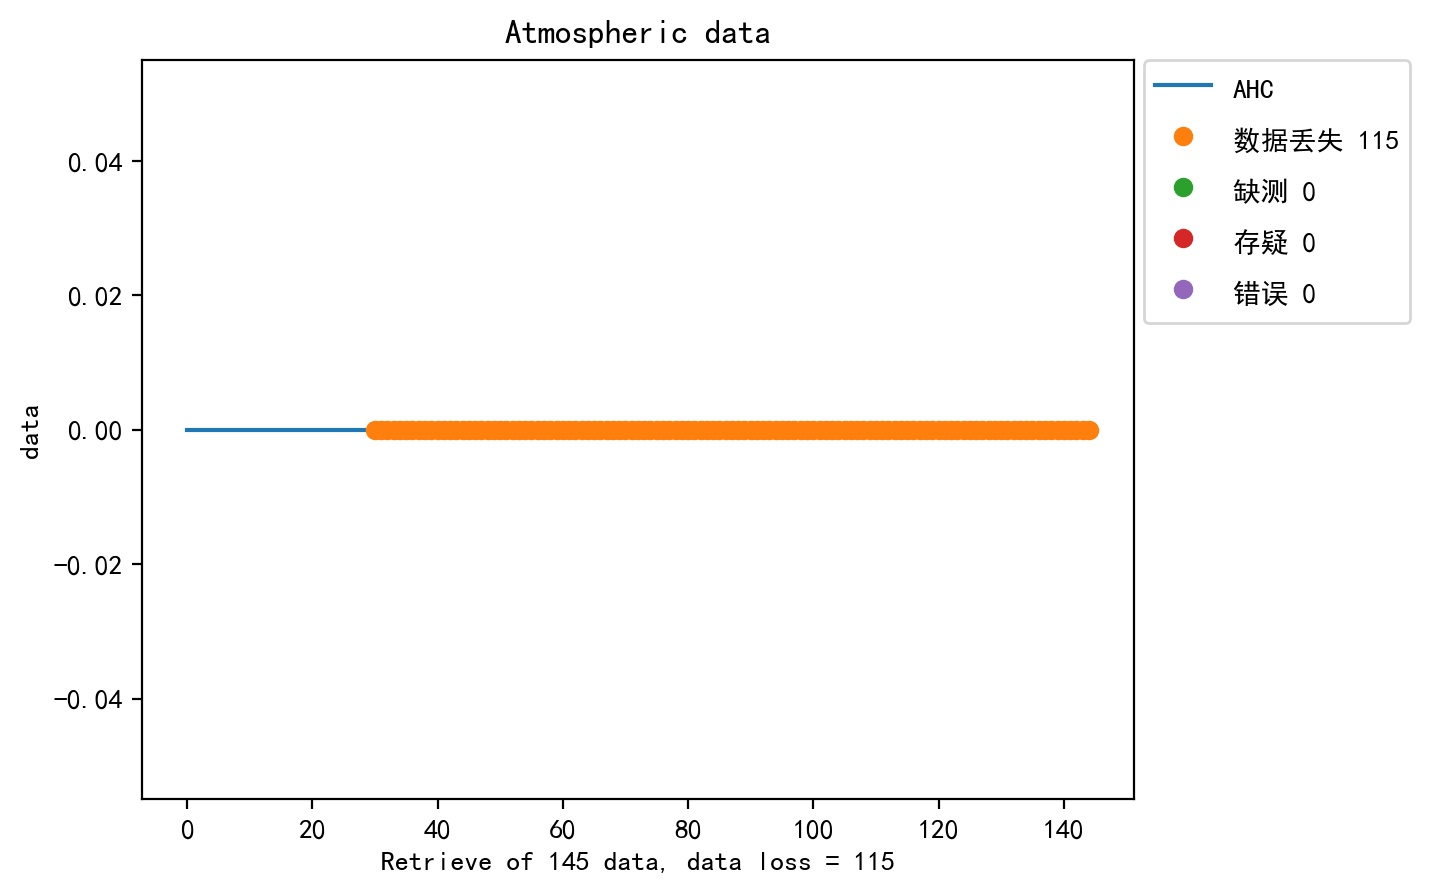 Atmospheric data
AHC
数据丢失 115
缺测 0
存疑 0
错误 0
0.04
0.02
0.00
-0.02
-0.04
data
0 20 40 60 80 100 120 140
Retrieve of 145 data, data loss = 115